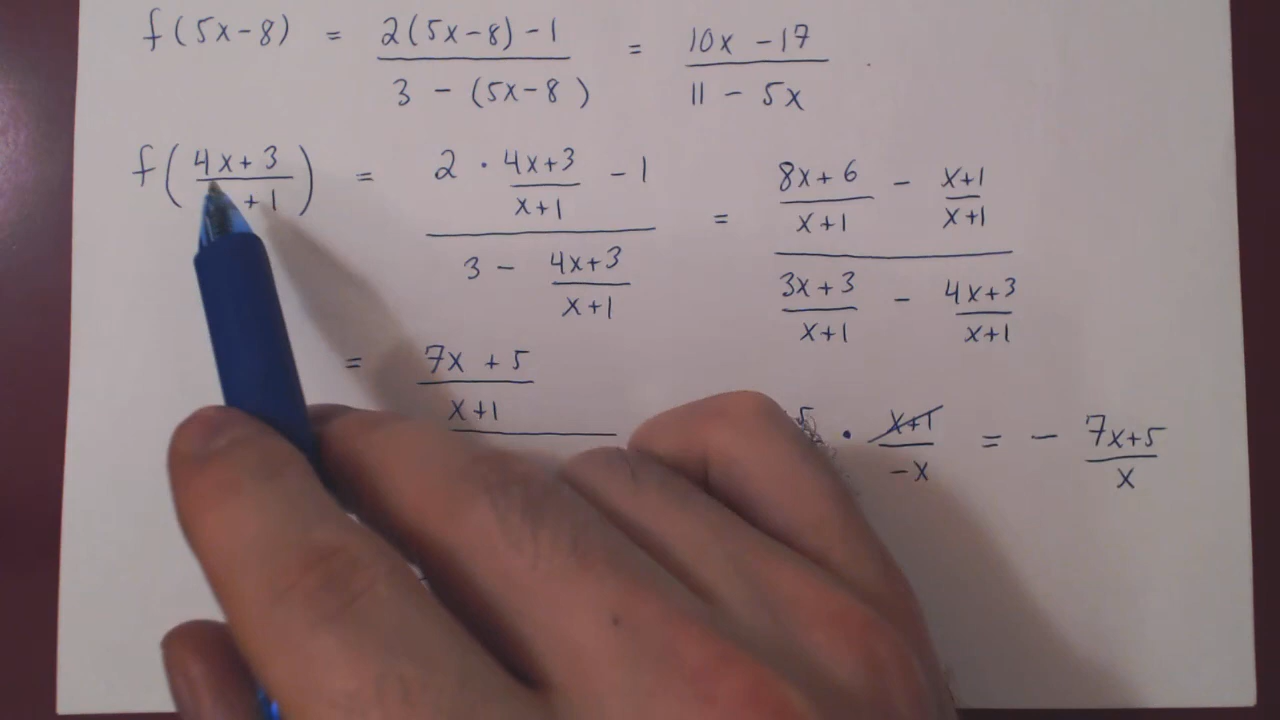 f(5x-8) = 2(5x-8)-1 / 3-(5x-8) = 10x-17 / 11-5x .
f( 4x+3 / +1 ) = 2 · 4x+3 / x+1 - 1 / 3 - 4x+3 / x+1 = 8x+6 / x+1 - x+1 / x+1 / 3x+3 / x+1 - 4x+3 / x+1
= 7x+5 / x+1
5 · x+1 / -x = - 7x+5 / x